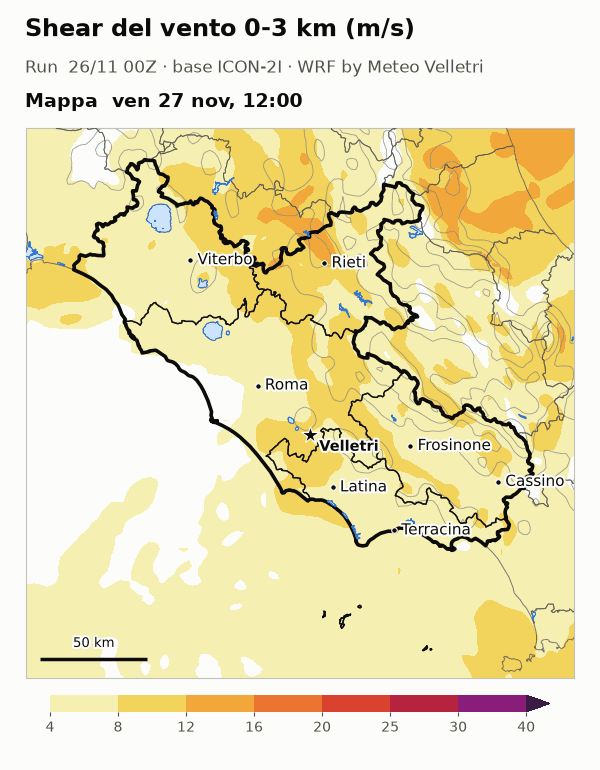 Shear del vento 0-3 km (m/s)
Run  26/11 00Z · base ICON-2I · WRF by Meteo Velletri
Mappa  ven 27 nov, 12:00
Viterbo
Rieti
Roma
Velletri
Frosinone
Cassino
Latina
Terracina
50 km
4 8 12 16 20 25 30 40